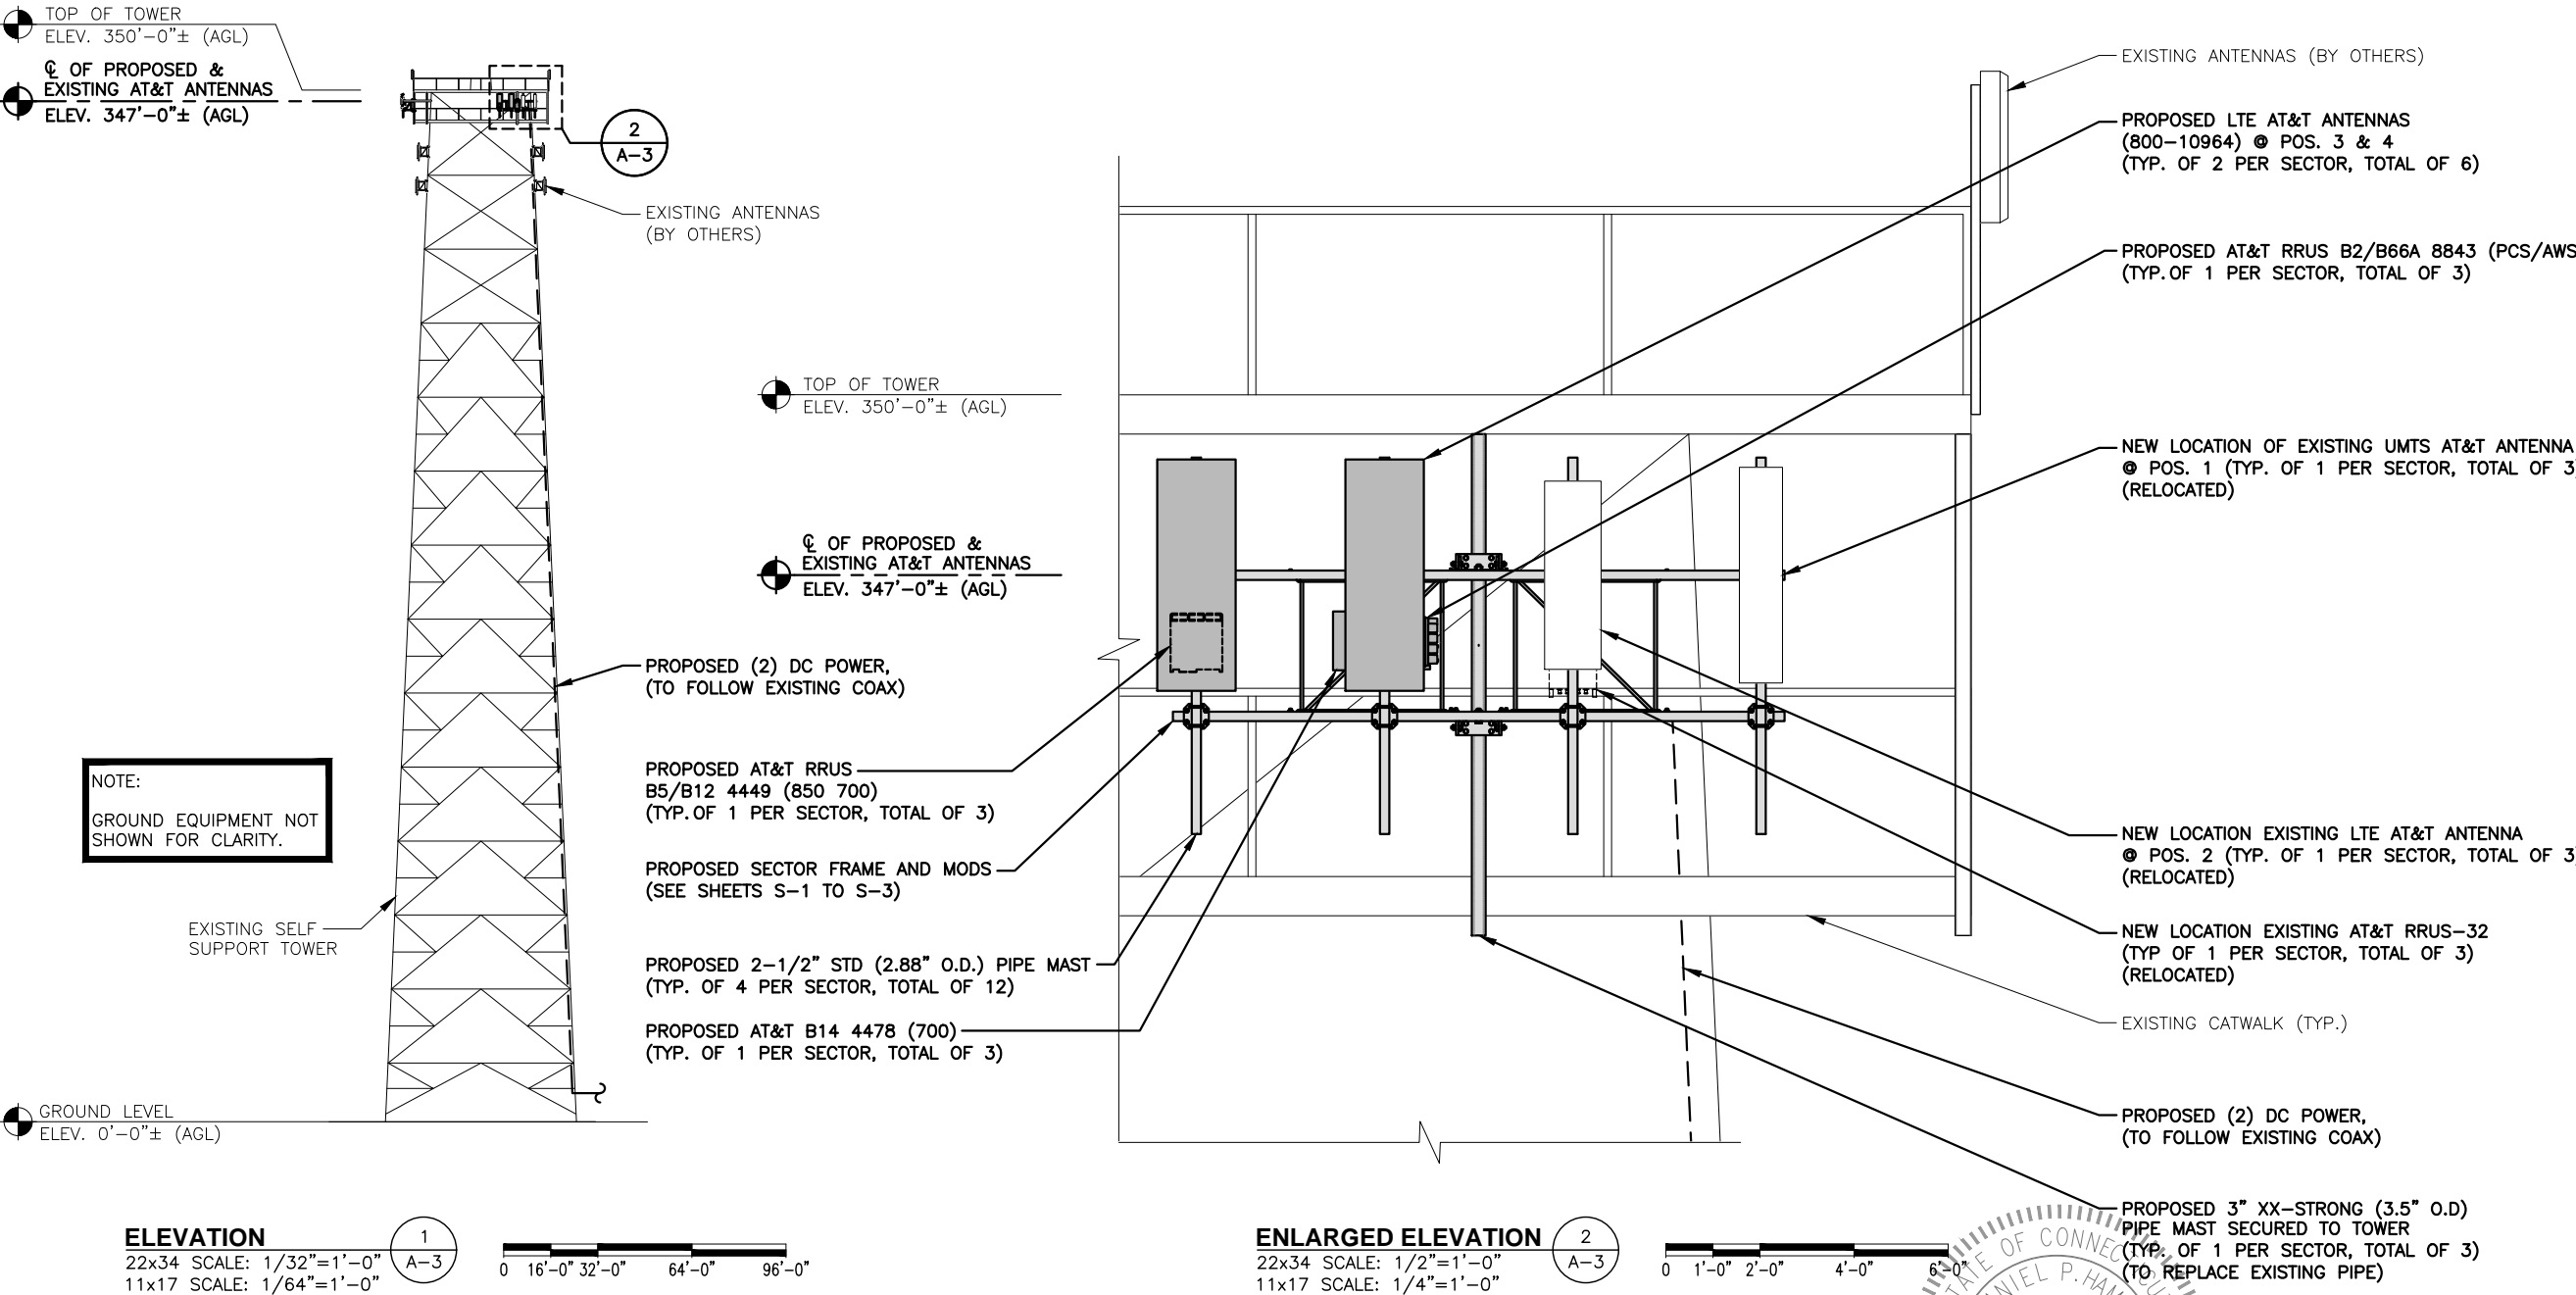 TOP OF TOWER
ELEV. 350'-0"± (AGL)
℄ OF PROPOSED &
EXISTING AT&T ANTENNAS
ELEV. 347'-0"± (AGL)
2
A-3
EXISTING ANTENNAS
(BY OTHERS)
PROPOSED (2) DC POWER,
(TO FOLLOW EXISTING COAX)
NOTE:
GROUND EQUIPMENT NOT
SHOWN FOR CLARITY.
EXISTING SELF
SUPPORT TOWER
GROUND LEVEL
ELEV. 0'-0"± (AGL)
ELEVATION
22x34 SCALE: 1/32"=1'-0"
11x17 SCALE: 1/64"=1'-0"
1
A-3
0 16'-0" 32'-0" 64'-0" 96'-0"
TOP OF TOWER
ELEV. 350'-0"± (AGL)
℄ OF PROPOSED &
EXISTING AT&T ANTENNAS
ELEV. 347'-0"± (AGL)
PROPOSED AT&T RRUS
B5/B12 4449 (850 700)
(TYP.OF 1 PER SECTOR, TOTAL OF 3)
PROPOSED SECTOR FRAME AND MODS
(SEE SHEETS S-1 TO S-3)
PROPOSED 2-1/2" STD (2.88" O.D.) PIPE MAST
(TYP. OF 4 PER SECTOR, TOTAL OF 12)
PROPOSED AT&T B14 4478 (700)
(TYP. OF 1 PER SECTOR, TOTAL OF 3)
EXISTING ANTENNAS (BY OTHERS)
PROPOSED LTE AT&T ANTENNAS
(800-10964) @ POS. 3 & 4
(TYP. OF 2 PER SECTOR, TOTAL OF 6)
PROPOSED AT&T RRUS B2/B66A 8843 (PCS/AWS
(TYP.OF 1 PER SECTOR, TOTAL OF 3)
NEW LOCATION OF EXISTING UMTS AT&T ANTENNA
@ POS. 1 (TYP. OF 1 PER SECTOR, TOTAL OF 3)
(RELOCATED)
NEW LOCATION EXISTING LTE AT&T ANTENNA
@ POS. 2 (TYP. OF 1 PER SECTOR, TOTAL OF 3)
(RELOCATED)
NEW LOCATION EXISTING AT&T RRUS-32
(TYP OF 1 PER SECTOR, TOTAL OF 3)
(RELOCATED)
EXISTING CATWALK (TYP.)
PROPOSED (2) DC POWER,
(TO FOLLOW EXISTING COAX)
PROPOSED 3" XX-STRONG (3.5" O.D)
PIPE MAST SECURED TO TOWER
(TYP. OF 1 PER SECTOR, TOTAL OF 3)
(TO REPLACE EXISTING PIPE)
ENLARGED ELEVATION
22x34 SCALE: 1/2"=1'-0"
11x17 SCALE: 1/4"=1'-0"
2
A-3
0 1'-0" 2'-0" 4'-0" 6'-0"
STATE OF